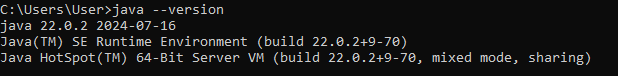 C:\Users\User>java --version
java 22.0.2 2024-07-16
Java(TM) SE Runtime Environment (build 22.0.2+9-70)
Java HotSpot(TM) 64-Bit Server VM (build 22.0.2+9-70, mixed mode, sharing)